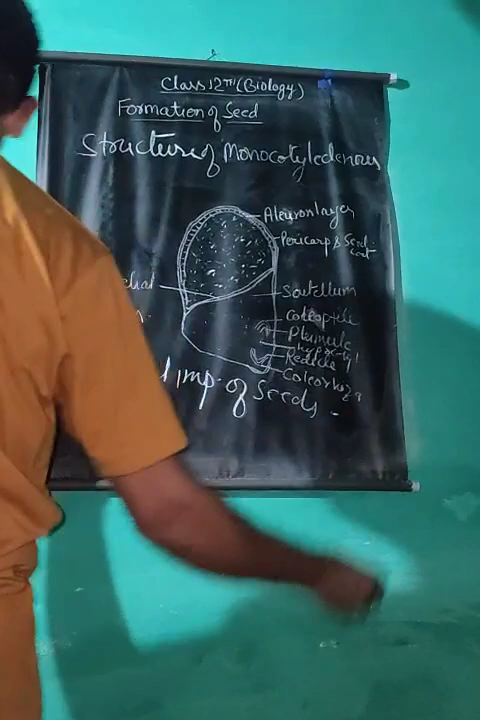 Class 12TH (Biology)
Formation of Seed
Structure of Monocotyledenous
Aleuron layer
Pericarp & Seed-
coat
Scutellum
Coleoptile
Plumule
Radicle
Coleorhiza
imp. of Seeds.